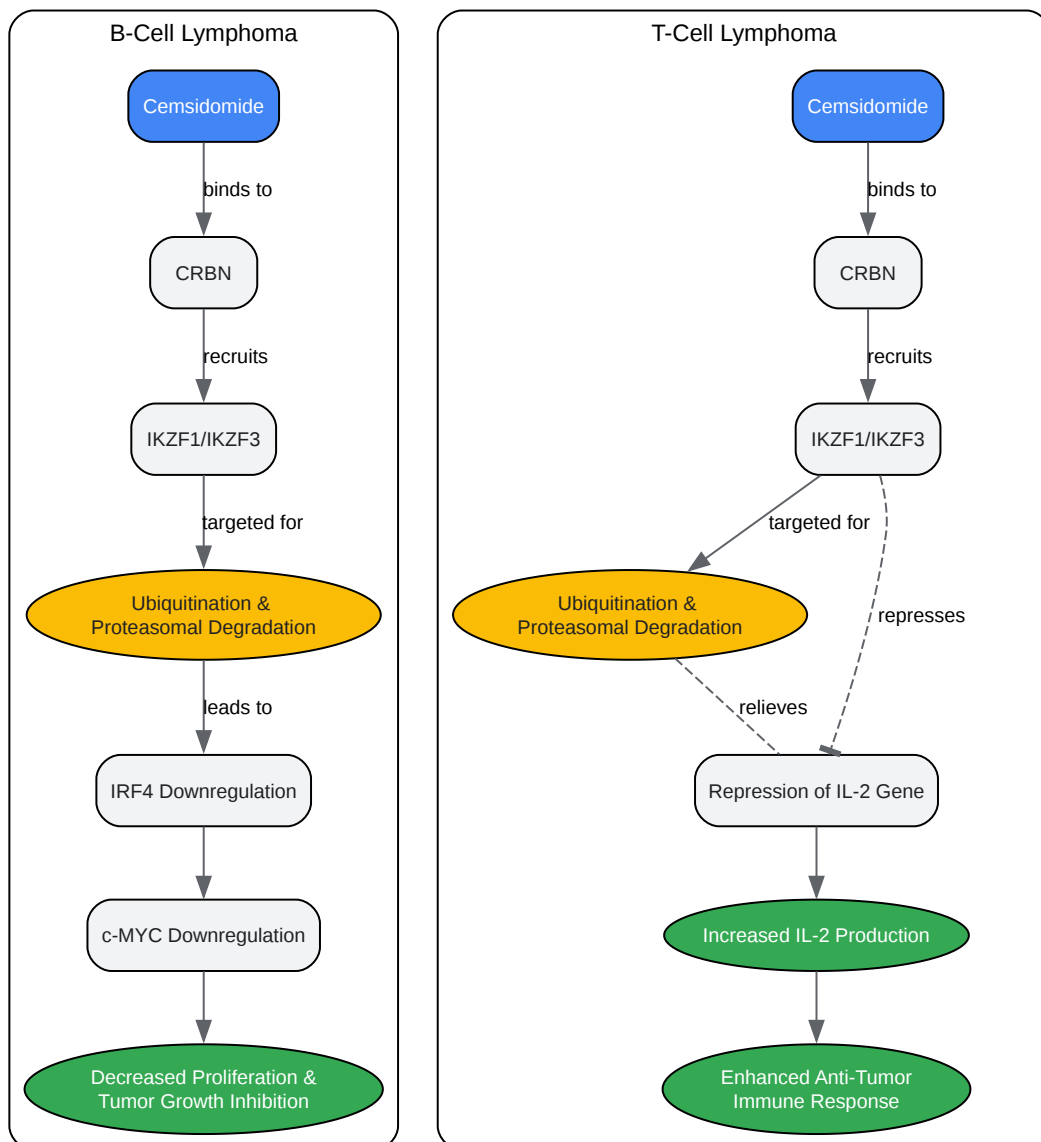 B-Cell Lymphoma
Cemsidomide
binds to
CRBN
recruits
IKZF1/IKZF3
targeted for
Ubiquitination &
Proteasomal Degradation
leads to
IRF4 Downregulation
c-MYC Downregulation
Decreased Proliferation &
Tumor Growth Inhibition
T-Cell Lymphoma
Cemsidomide
binds to
CRBN
recruits
IKZF1/IKZF3
targeted for
Ubiquitination &
Proteasomal Degradation
represses
relieves
Repression of IL-2 Gene
Increased IL-2 Production
Enhanced Anti-Tumor
Immune Response